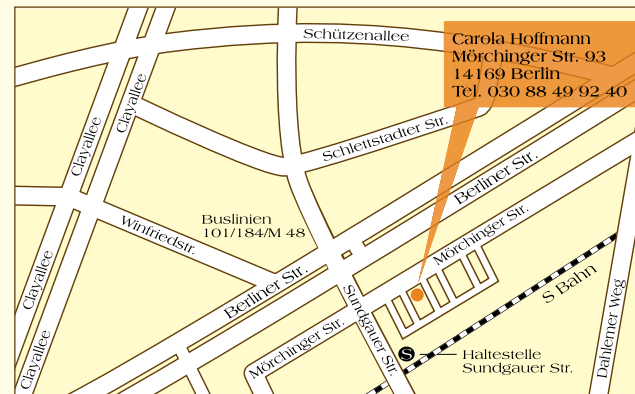 Schützenallee
Carola Hoffmann
Mörchinger Str. 93
14169 Berlin
Tel. 030 88 49 92 40
Clayallee
Clayallee
Schlettstadter Str.
Berliner Str.
Winfriedstr.
Buslinien
101/184/M 48
Mörchinger Str.
Clayallee
Berliner Str.
Sundgauer Str.
S Bahn
Dahlemer Weg
Clayallee
Mörchinger Str.
S
Haltestelle
Sundgauer Str.